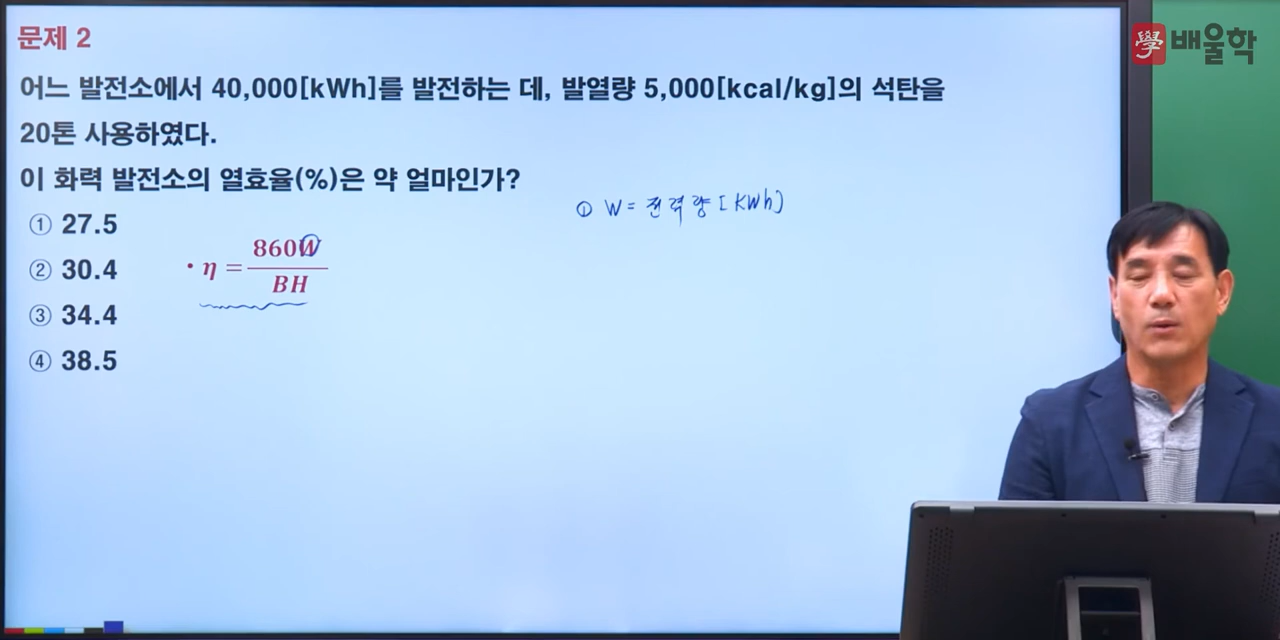 문제 2
學 배울학
어느 발전소에서 40,000[kWh]를 발전하는 데, 발열량 5,000[kcal/kg]의 석탄을
20톤 사용하였다.
이 화력 발전소의 열효율(%)은 약 얼마인가?
① W = 전력량 [KWh]
① 27.5
② 30.4
③ 34.4
④ 38.5
• η = 860W / BH